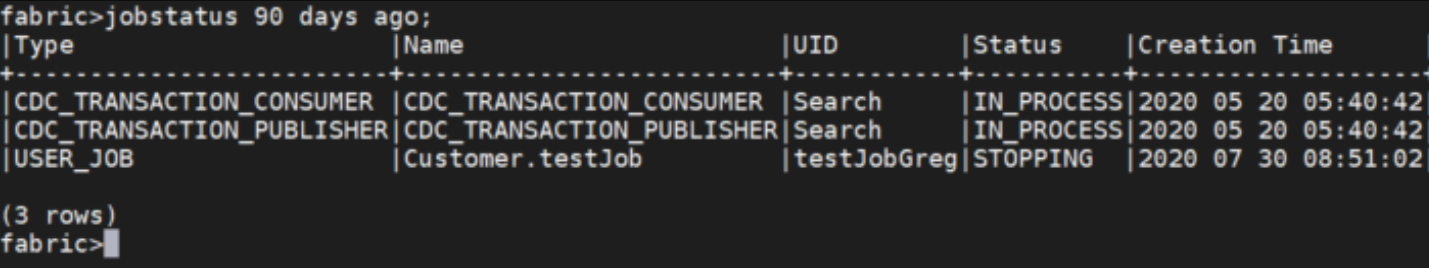 fabric>jobstatus 90 days ago;
|Type                    |Name                    |UID        |Status    |Creation Time      |
+------------------------+------------------------+-----------+----------+-------------------+
|CDC_TRANSACTION_CONSUMER |CDC_TRANSACTION_CONSUMER |Search     |IN_PROCESS|2020 05 20 05:40:42|
|CDC_TRANSACTION_PUBLISHER|CDC_TRANSACTION_PUBLISHER|Search     |IN_PROCESS|2020 05 20 05:40:42|
|USER_JOB                 |Customer.testJob         |testJobGreg|STOPPING  |2020 07 30 08:51:02|
(3 rows)
fabric>